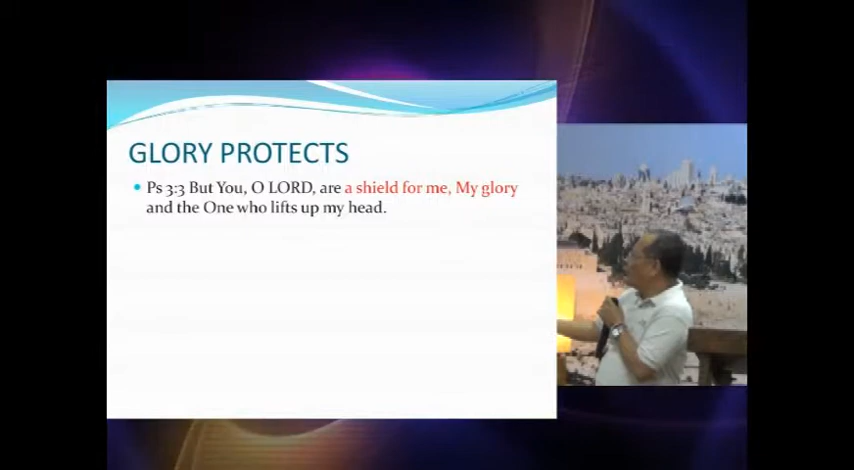 GLORY PROTECTS
Ps 3:3 But You, O LORD, are a shield for me, My glory
and the One who lifts up my head.